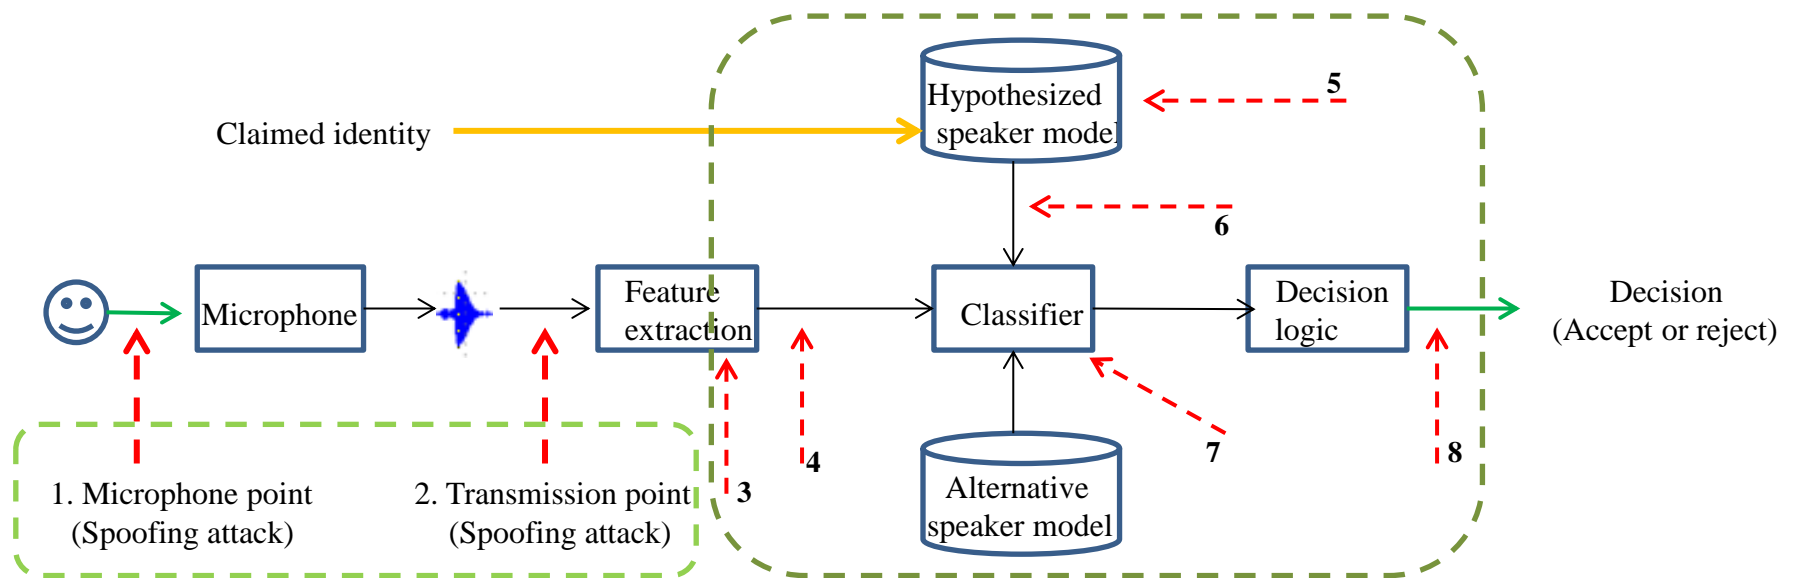 5
Hypothesized
speaker model
Claimed identity
6
Microphone
Feature
extraction
Classifier
Decision
logic
Decision
(Accept or reject)
1. Microphone point
(Spoofing attack)
2. Transmission point
(Spoofing attack)
3
4
7
8
Alternative
speaker model